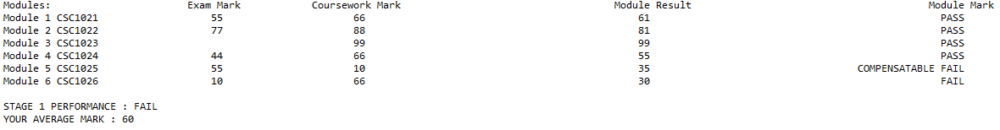 Modules: Exam Mark Coursework Mark Module Result Module Mark
Module 1 CSC1021 55 66 61 PASS
Module 2 CSC1022 77 88 81 PASS
Module 3 CSC1023 99 99 PASS
Module 4 CSC1024 44 66 55 PASS
Module 5 CSC1025 55 10 35 COMPENSATABLE FAIL
Module 6 CSC1026 10 66 30 FAIL
STAGE 1 PERFORMANCE : FAIL
YOUR AVERAGE MARK : 60